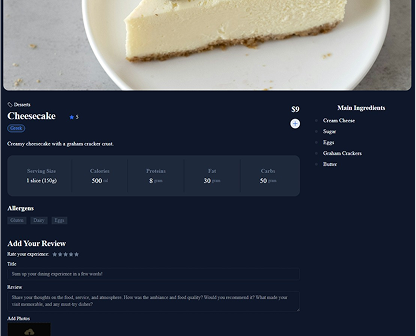 Desserts
Cheesecake
5
$9
Greek
Creamy cheesecake with a graham cracker crust.
Serving Size
1 slice (150g)
Calories
500 cal
Proteins
8 gram
Fat
30 gram
Carbs
50 gram
Allergens
Gluten
Dairy
Eggs
Main Ingredients
Cream Cheese
Sugar
Eggs
Graham Crackers
Butter
Add Your Review
Rate your experience:
Title
Sum up your dining experience in a few words!
Review
Share your thoughts on the food, service, and atmosphere. How was the ambiance and food quality? Would you recommend it? What made your
visit memorable, and any must-try dishes?
Add Photos